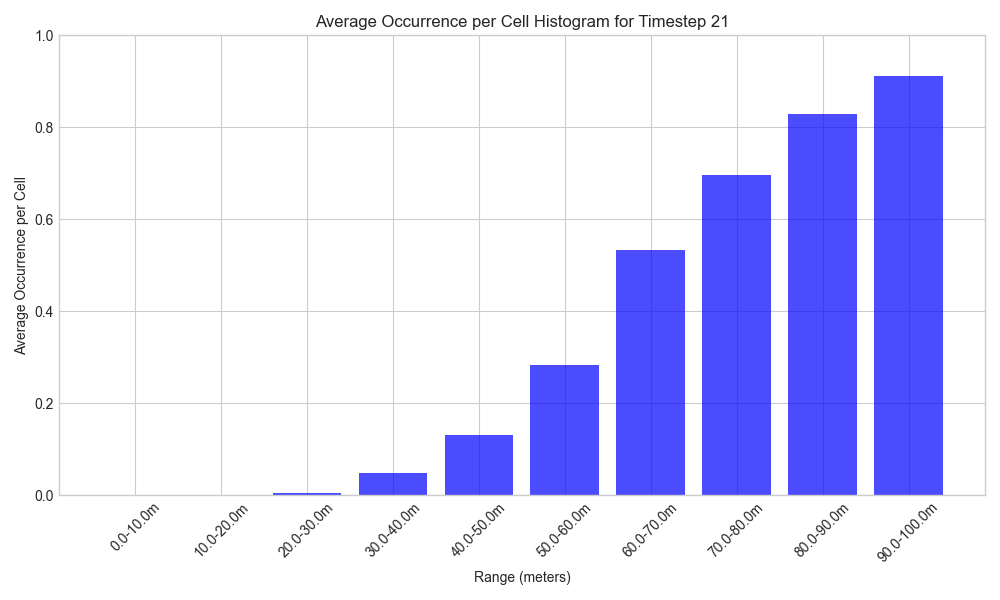 Average Occurrence per Cell Histogram for Timestep 21
Average Occurrence per Cell
1.0
0.8
0.6
0.4
0.2
0.0
0.0-10.0m
10.0-20.0m
20.0-30.0m
30.0-40.0m
40.0-50.0m
50.0-60.0m
60.0-70.0m
70.0-80.0m
80.0-90.0m
90.0-100.0m
Range (meters)